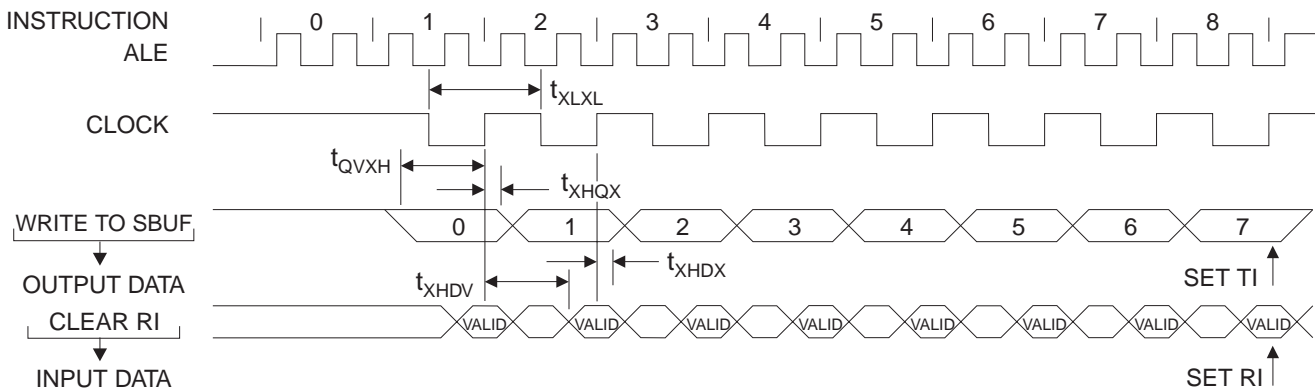 INSTRUCTION 0 1 2 3 4 5 6 7 8
ALE
tXLXL
CLOCK
tQVXH
tXHQX
WRITE TO SBUF 0 1 2 3 4 5 6 7
tXHDX
tXHDV
SET TI
OUTPUT DATA
CLEAR RI VALID VALID VALID VALID VALID VALID VALID VALID
INPUT DATA
SET RI